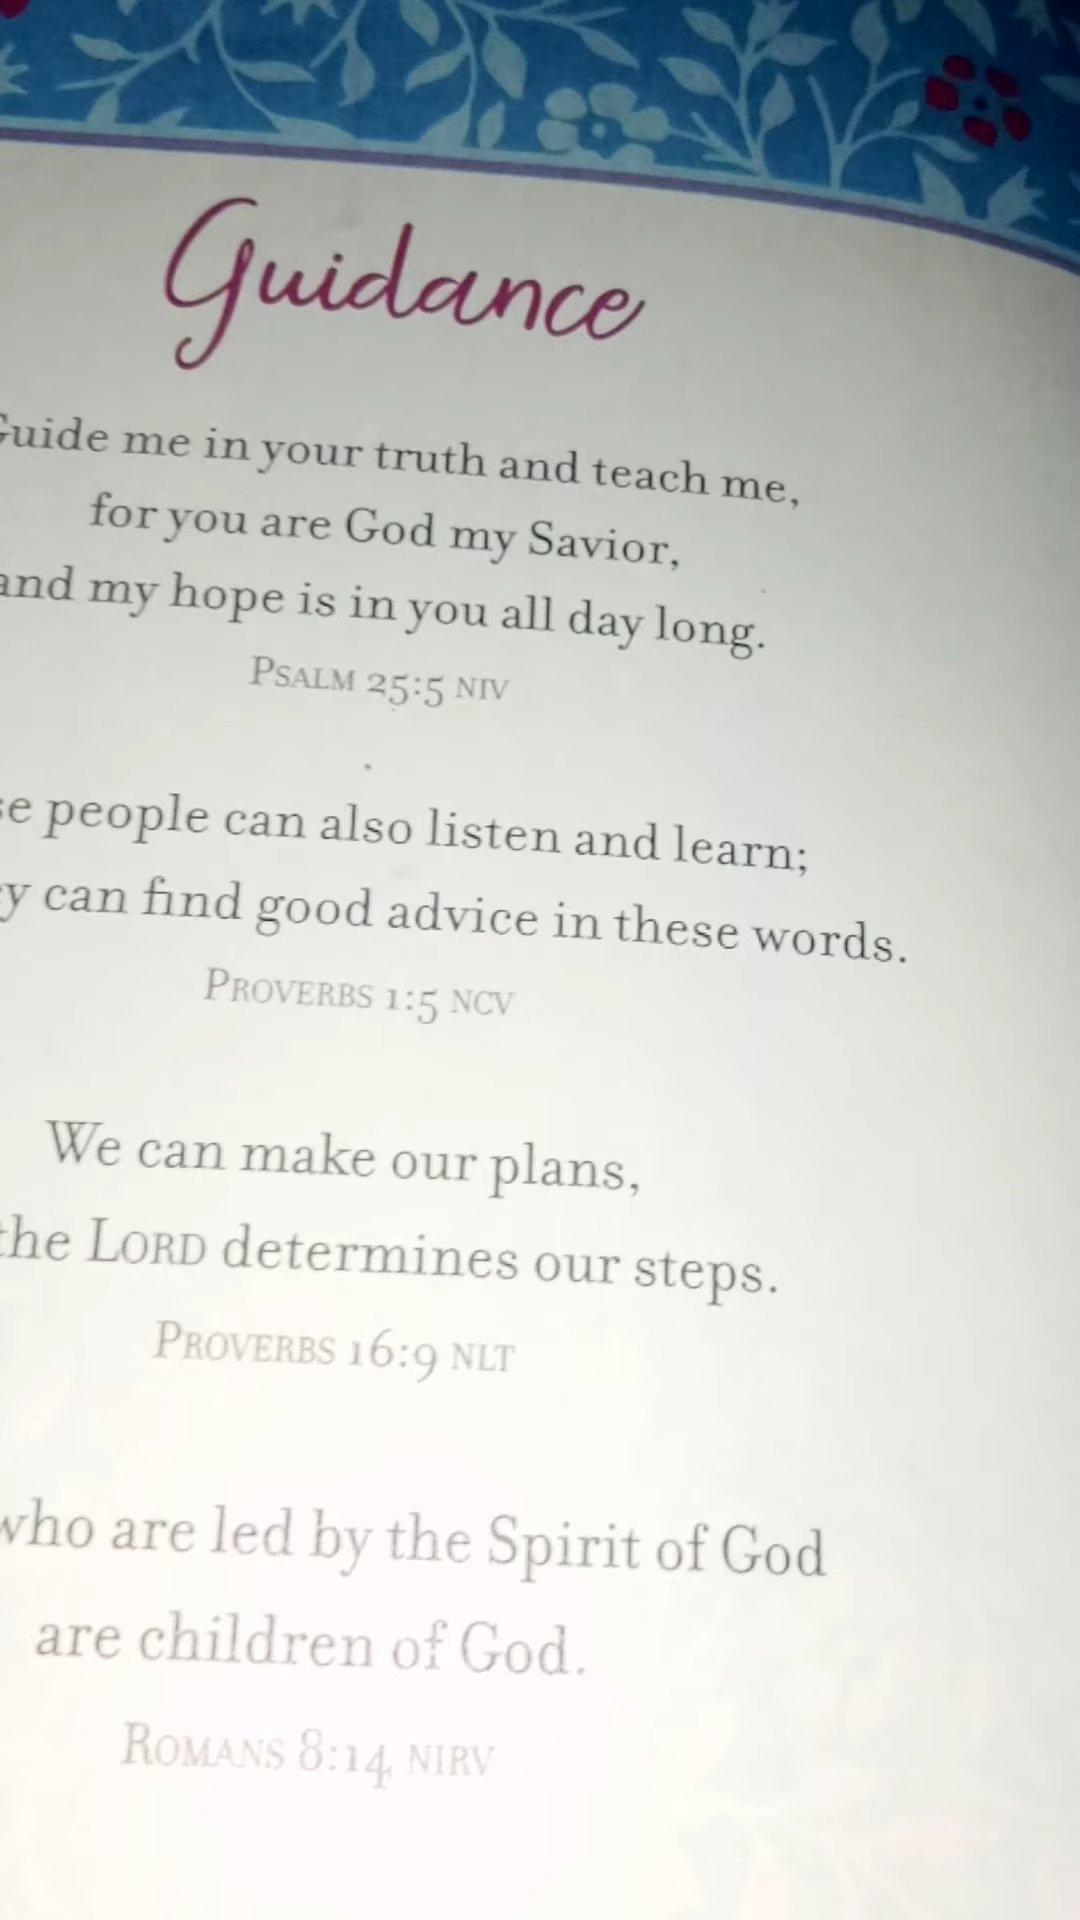 Guidance
Guide me in your truth and teach me,
for you are God my Savior,
and my hope is in you all day long.
PSALM 25:5 NIV
se people can also listen and learn;
y can find good advice in these words.
PROVERBS 1:5 NCV
We can make our plans,
the LORD determines our steps.
PROVERBS 16:9 NLT
who are led by the Spirit of God
are children of God.
ROMANS 8:14 NIRV